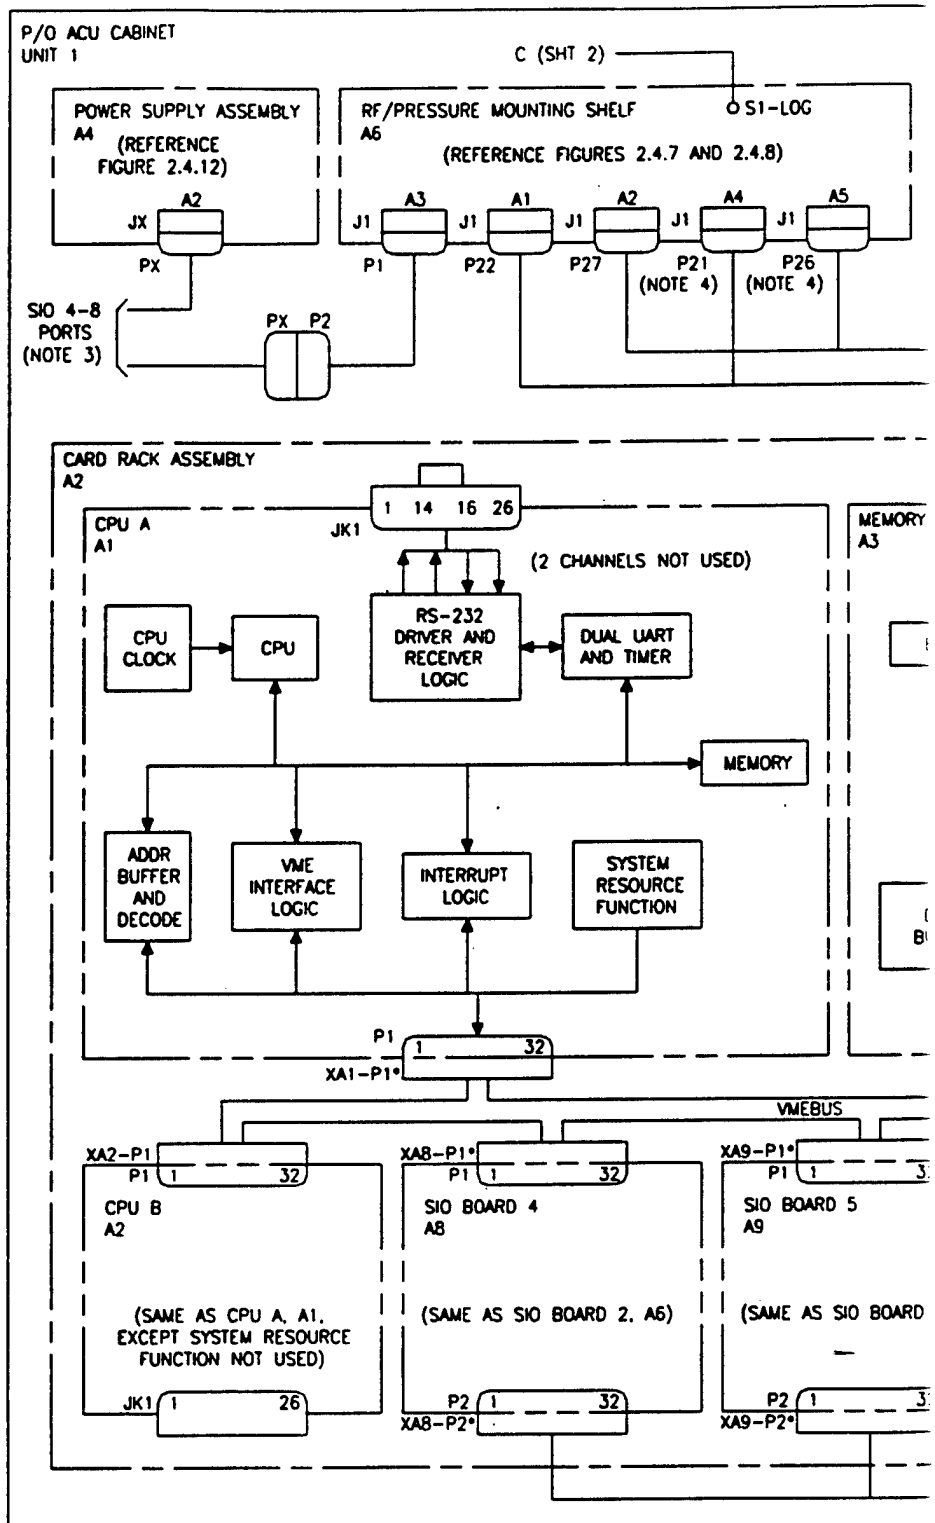 P/O ACU CABINET
UNIT 1
C (SHT 2)
POWER SUPPLY ASSEMBLY
A4
(REFERENCE
FIGURE 2.4.12)
A2
JX
PX
RF/PRESSURE MOUNTING SHELF
A6
S1-LOG
(REFERENCE FIGURES 2.4.7 AND 2.4.8)
J1 A3 J1 A1 J1 A2 J1 A4 J1 A5
P1 P22 P27 P21 P26
(NOTE 4) (NOTE 4)
SIO 4-8
PORTS
(NOTE 3)
PX P2
CARD RACK ASSEMBLY
A2
CPU A
A1
1 14 16 26
JK1
(2 CHANNELS NOT USED)
MEMORY
A3
CPU
CLOCK
CPU
RS-232
DRIVER AND
RECEIVER
LOGIC
DUAL UART
AND TIMER
MEMORY
ADDR
BUFFER
AND
DECODE
VME
INTERFACE
LOGIC
INTERRUPT
LOGIC
SYSTEM
RESOURCE
FUNCTION
P1
1 32
XA1-P1*
VMEBUS
XA2-P1
P1 1 32
CPU B
A2
(SAME AS CPU A, A1,
EXCEPT SYSTEM RESOURCE
FUNCTION NOT USED)
JK1 1 26
XA8-P1*
P1 1 32
SIO BOARD 4
A8
(SAME AS SIO BOARD 2, A6)
P2 1 32
XA8-P2*
XA9-P1*
P1 1
SIO BOARD 5
A9
(SAME AS SIO BOARD
P2 1
XA9-P2*